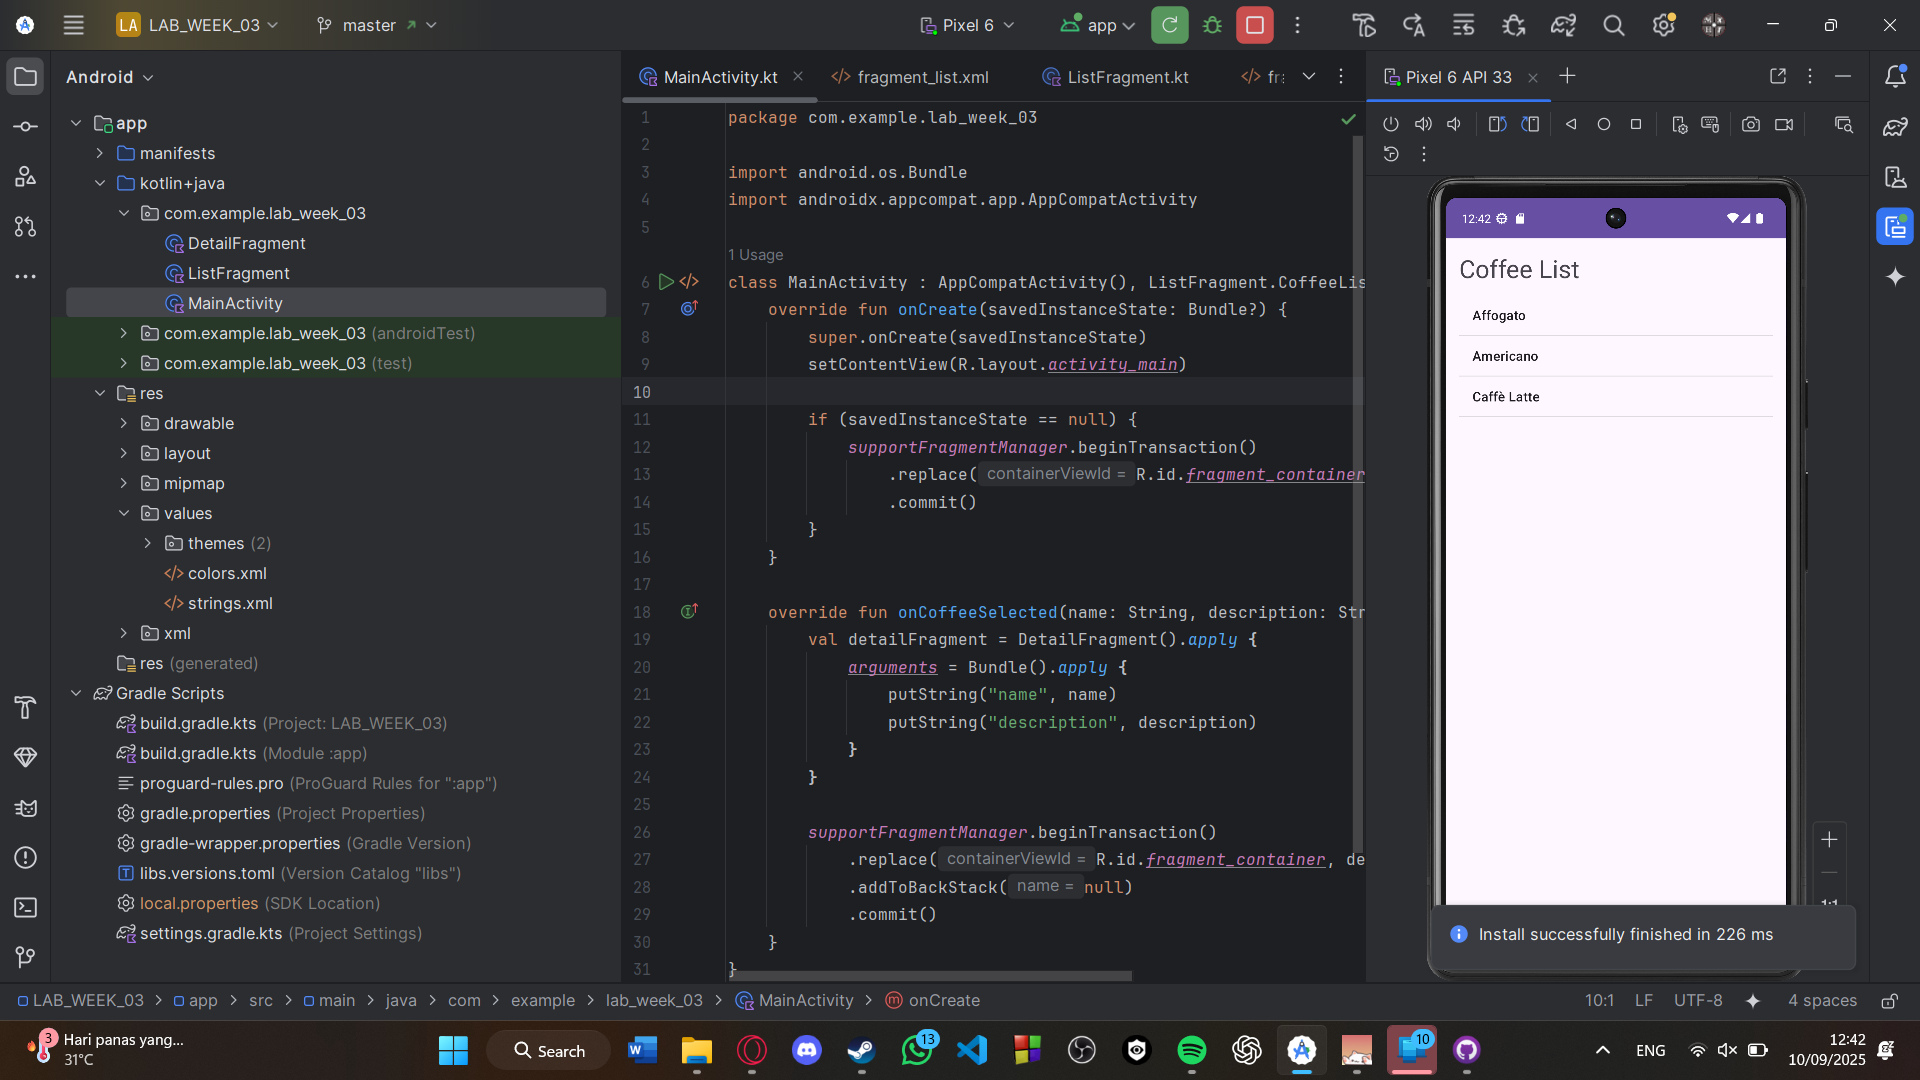 LA LAB_WEEK_03
master
Pixel 6
app
Android
app
manifests
kotlin+java
com.example.lab_week_03
DetailFragment
ListFragment
MainActivity
com.example.lab_week_03 (androidTest)
com.example.lab_week_03 (test)
res
drawable
layout
mipmap
values
themes (2)
colors.xml
strings.xml
xml
res (generated)
Gradle Scripts
build.gradle.kts (Project: LAB_WEEK_03)
build.gradle.kts (Module :app)
proguard-rules.pro (ProGuard Rules for ":app")
gradle.properties (Project Properties)
gradle-wrapper.properties (Gradle Version)
libs.versions.toml (Version Catalog "libs")
local.properties (SDK Location)
settings.gradle.kts (Project Settings)
MainActivity.kt
fragment_list.xml
ListFragment.kt
1 package com.example.lab_week_03
2
3 import android.os.Bundle
4 import androidx.appcompat.app.AppCompatActivity
5
1 Usage
6 class MainActivity : AppCompatActivity(), ListFragment.CoffeeLis
7 override fun onCreate(savedInstanceState: Bundle?) {
8 super.onCreate(savedInstanceState)
9 setContentView(R.layout.activity_main)
10
11 if (savedInstanceState == null) {
12 supportFragmentManager.beginTransaction()
13 .replace( containerViewId = R.id.fragment_container
14 .commit()
15 }
16 }
17
18 override fun onCoffeeSelected(name: String, description: Str
19 val detailFragment = DetailFragment().apply {
20 arguments = Bundle().apply {
21 putString("name", name)
22 putString("description", description)
23 }
24 }
25
26 supportFragmentManager.beginTransaction()
27 .replace( containerViewId = R.id.fragment_container, de
28 .addToBackStack( name = null)
29 .commit()
30 }
31 }
Pixel 6 API 33
12:42
Coffee List
Affogato
Americano
Caffè Latte
Install successfully finished in 226 ms
LAB_WEEK_03 > app > src > main > java > com > example > lab_week_03 > MainActivity > onCreate
10:1 LF UTF-8 4 spaces
3
Hari panas yang...
31°C
Search
13
10
ENG
12:42
10/09/2025